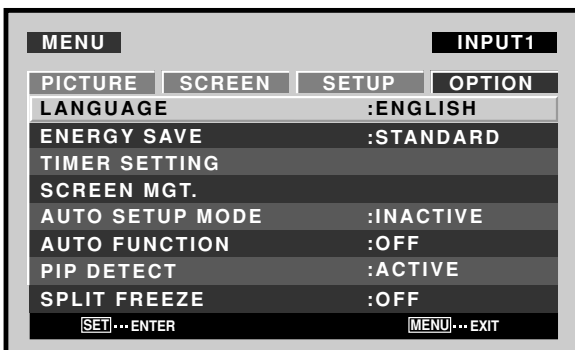 MENU INPUT1
PICTURE SCREEN SETUP OPTION
LANGUAGE :ENGLISH
ENERGY SAVE :STANDARD
TIMER SETTING
SCREEN MGT.
AUTO SETUP MODE :INACTIVE
AUTO FUNCTION :OFF
PIP DETECT :ACTIVE
SPLIT FREEZE :OFF
SET···ENTER MENU···EXIT